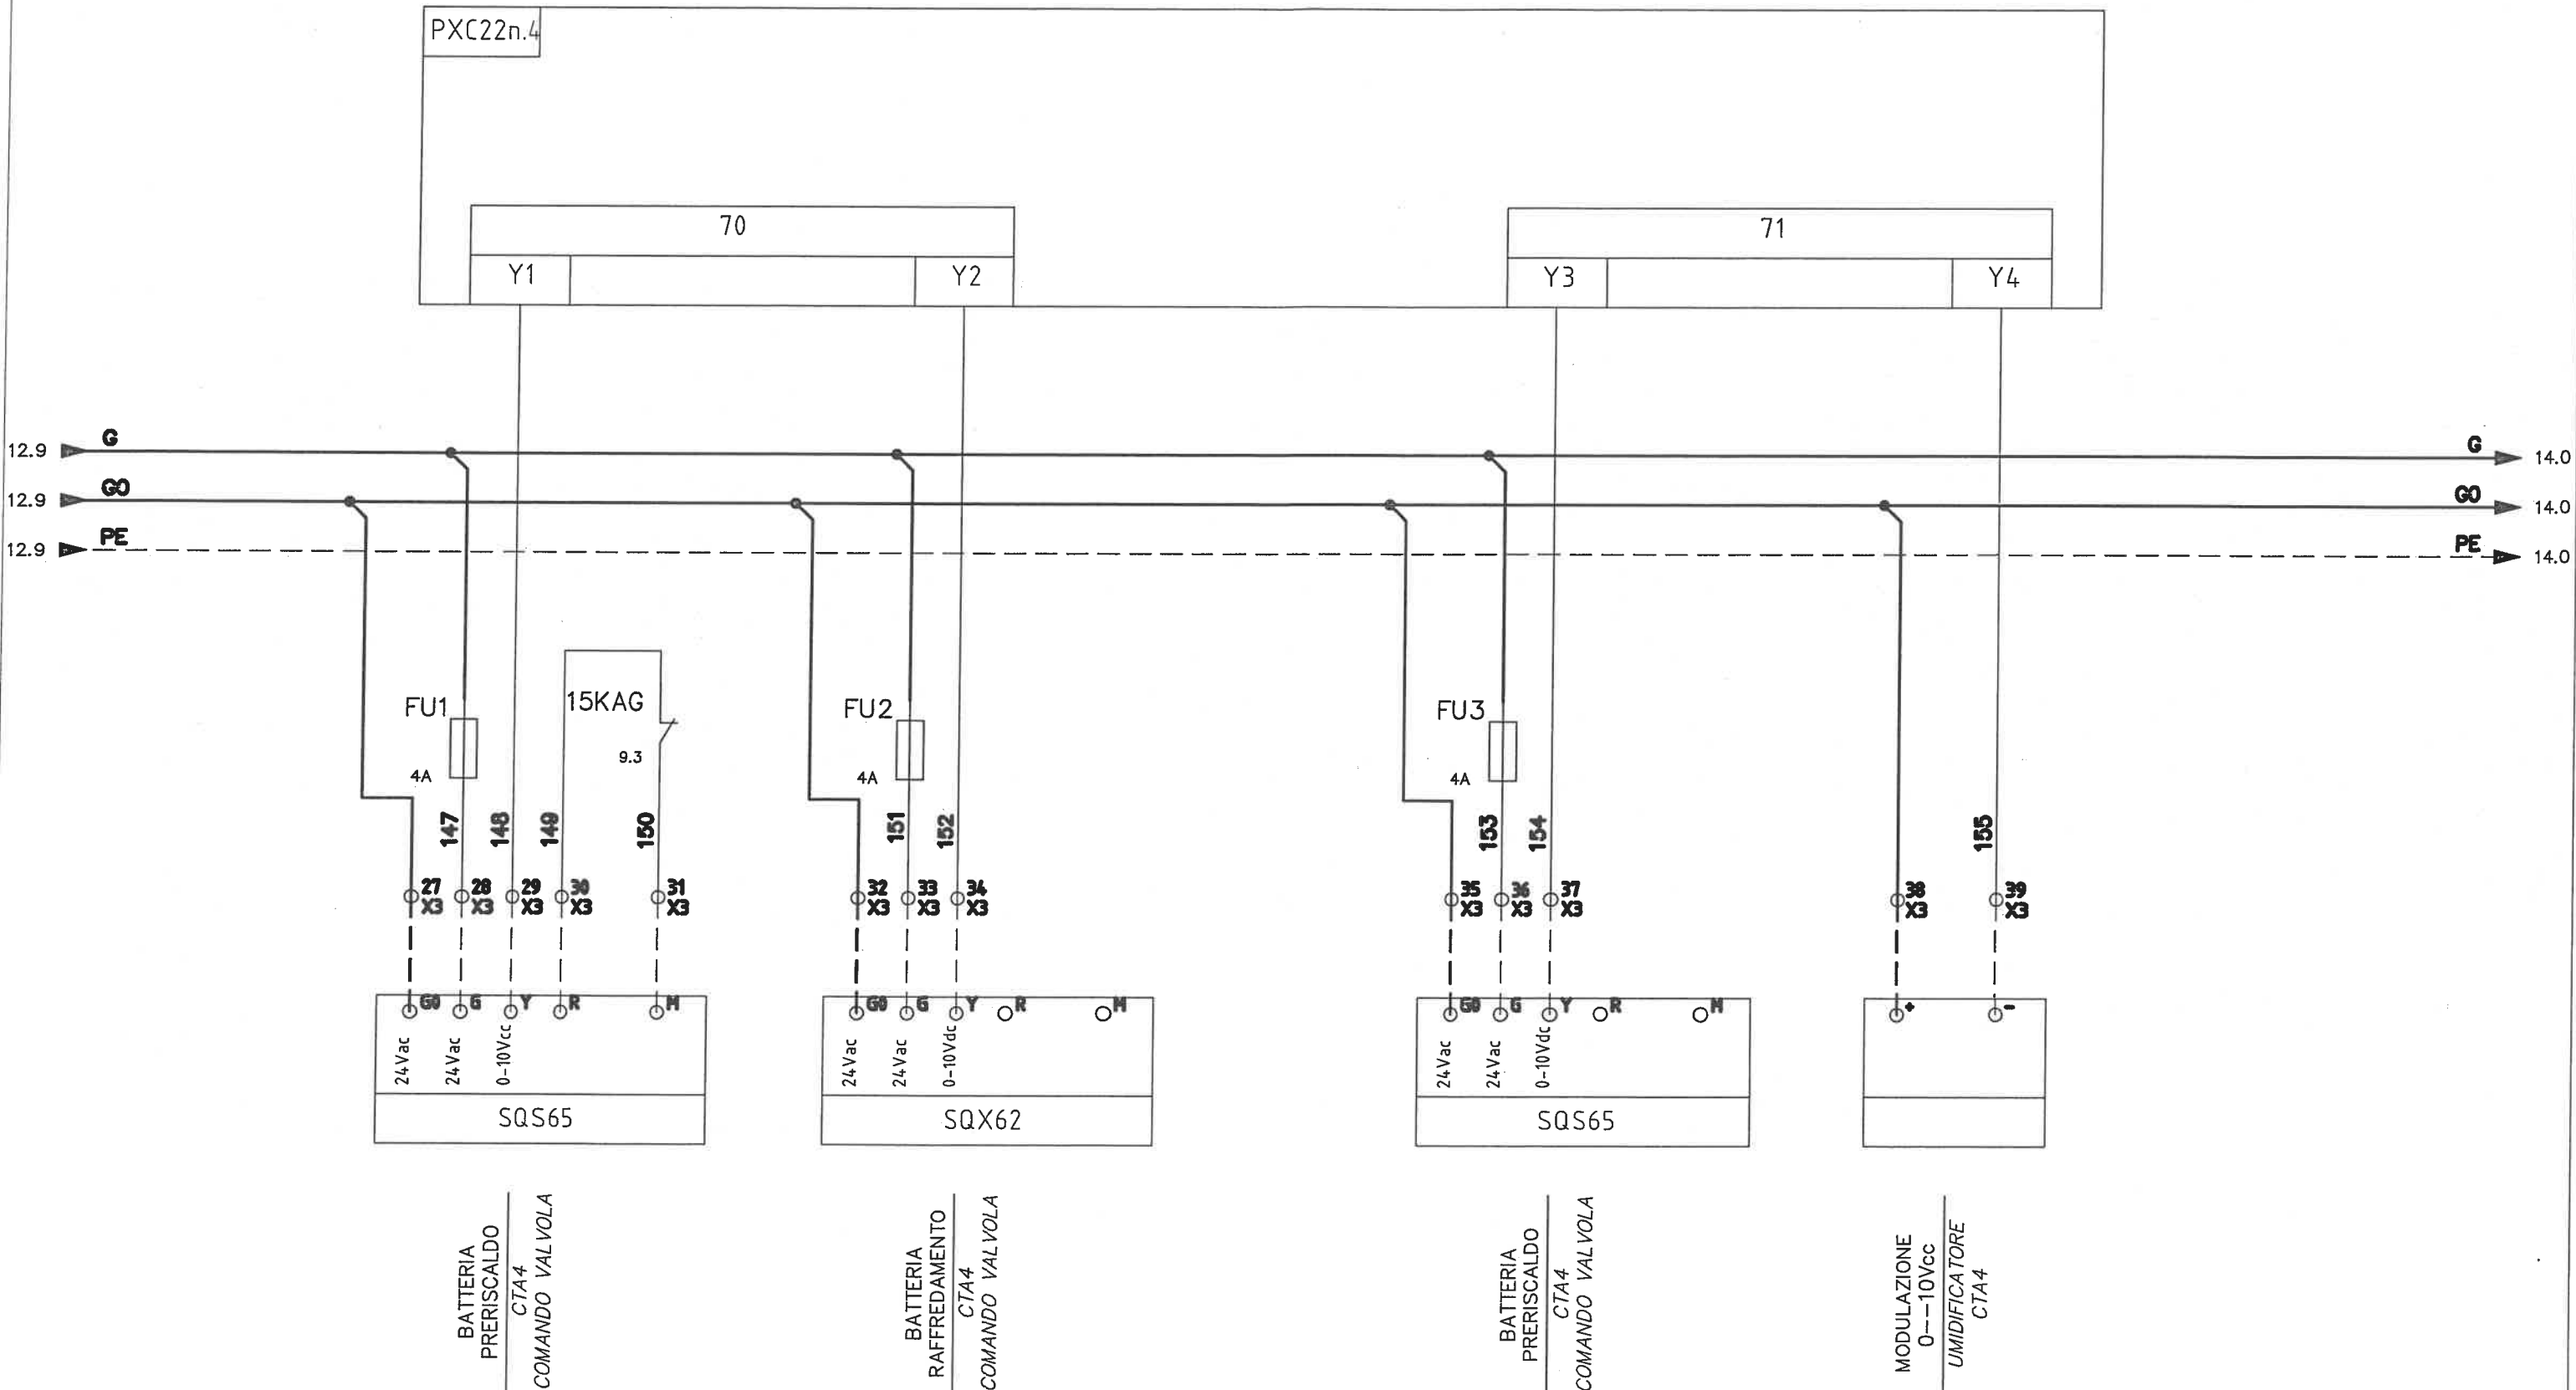 PXC22n.4
70
71
Y1
Y2
Y3
Y4
12.9
G
G
14.0
12.9
G0
G0
14.0
12.9
PE
PE
14.0
FU1
15KAG
FU2
FU3
9.3
4A
4A
4A
147
148
149
150
151
152
153
154
155
27
X3
28
X3
29
X3
30
X3
31
X3
32
X3
33
X3
34
X3
35
X3
36
X3
37
X3
38
X3
39
X3
G0
G
Y
R
M
G0
G
Y
R
M
G0
G
Y
R
M
+
-
24Vac
24Vac
0-10Vcc
24Vac
24Vac
0-10Vdc
24Vac
24Vac
0-10Vdc
SQS65
SQX62
SQS65
BATTERIA
PRERISCALDO
CTA4
COMANDO VALVOLA
BATTERIA
RAFFREDAMENTO
CTA4
COMANDO VALVOLA
BATTERIA
PRERISCALDO
CTA4
COMANDO VALVOLA
MODULAZIONE
0--10Vcc
UMIDIFICATORE
CTA4